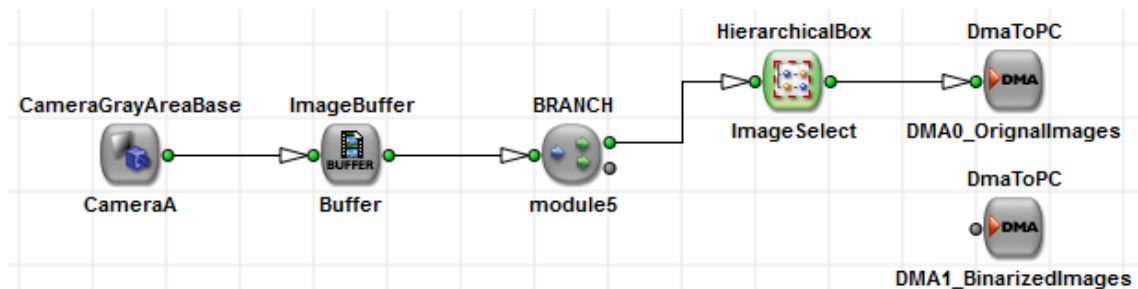 HierarchicalBox
DmaToPC
DMA
ImageSelect
DMA0_OrignalImages
CameraGrayAreaBase
ImageBuffer
BRANCH
BUFFER
CameraA
Buffer
module5
DmaToPC
DMA
DMA1_BinarizedImages